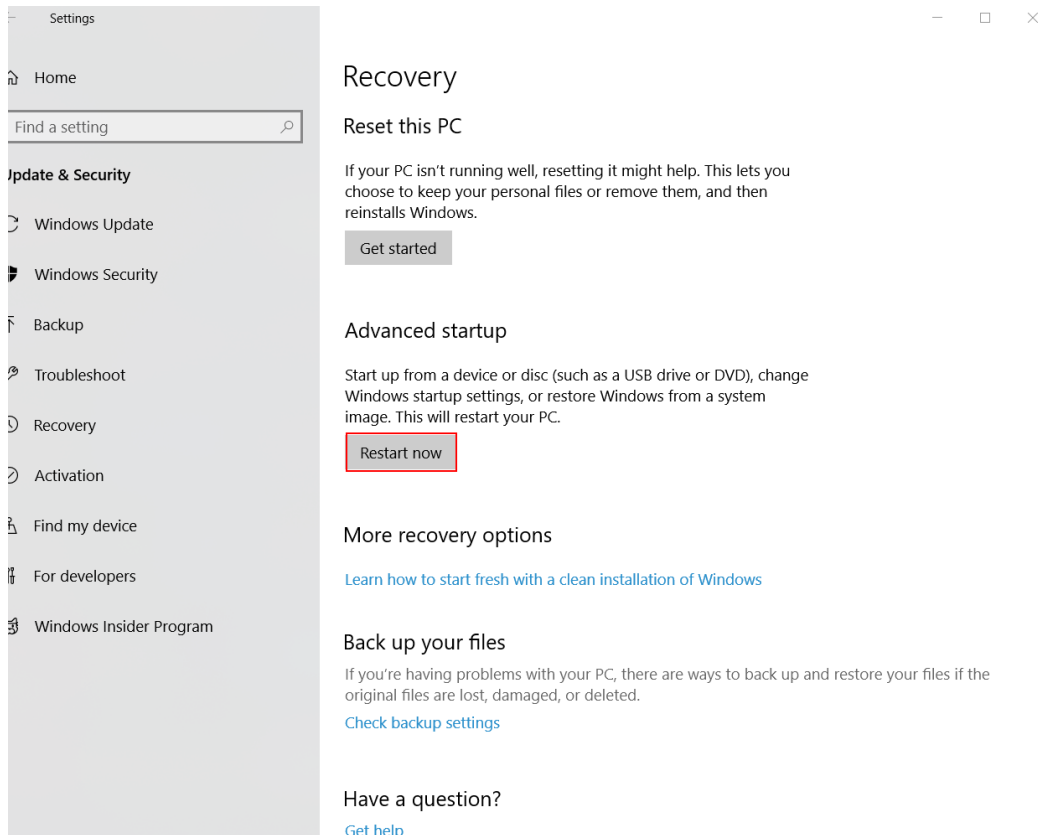 Settings
Home
Find a setting
Update & Security
Windows Update
Windows Security
Backup
Troubleshoot
Recovery
Activation
Find my device
For developers
Windows Insider Program
Recovery
Reset this PC
If your PC isn't running well, resetting it might help. This lets you
choose to keep your personal files or remove them, and then
reinstalls Windows.
Get started
Advanced startup
Start up from a device or disc (such as a USB drive or DVD), change
Windows startup settings, or restore Windows from a system
image. This will restart your PC.
Restart now
More recovery options
Learn how to start fresh with a clean installation of Windows
Back up your files
If you're having problems with your PC, there are ways to back up and restore your files if the
original files are lost, damaged, or deleted.
Check backup settings
Have a question?
Get help